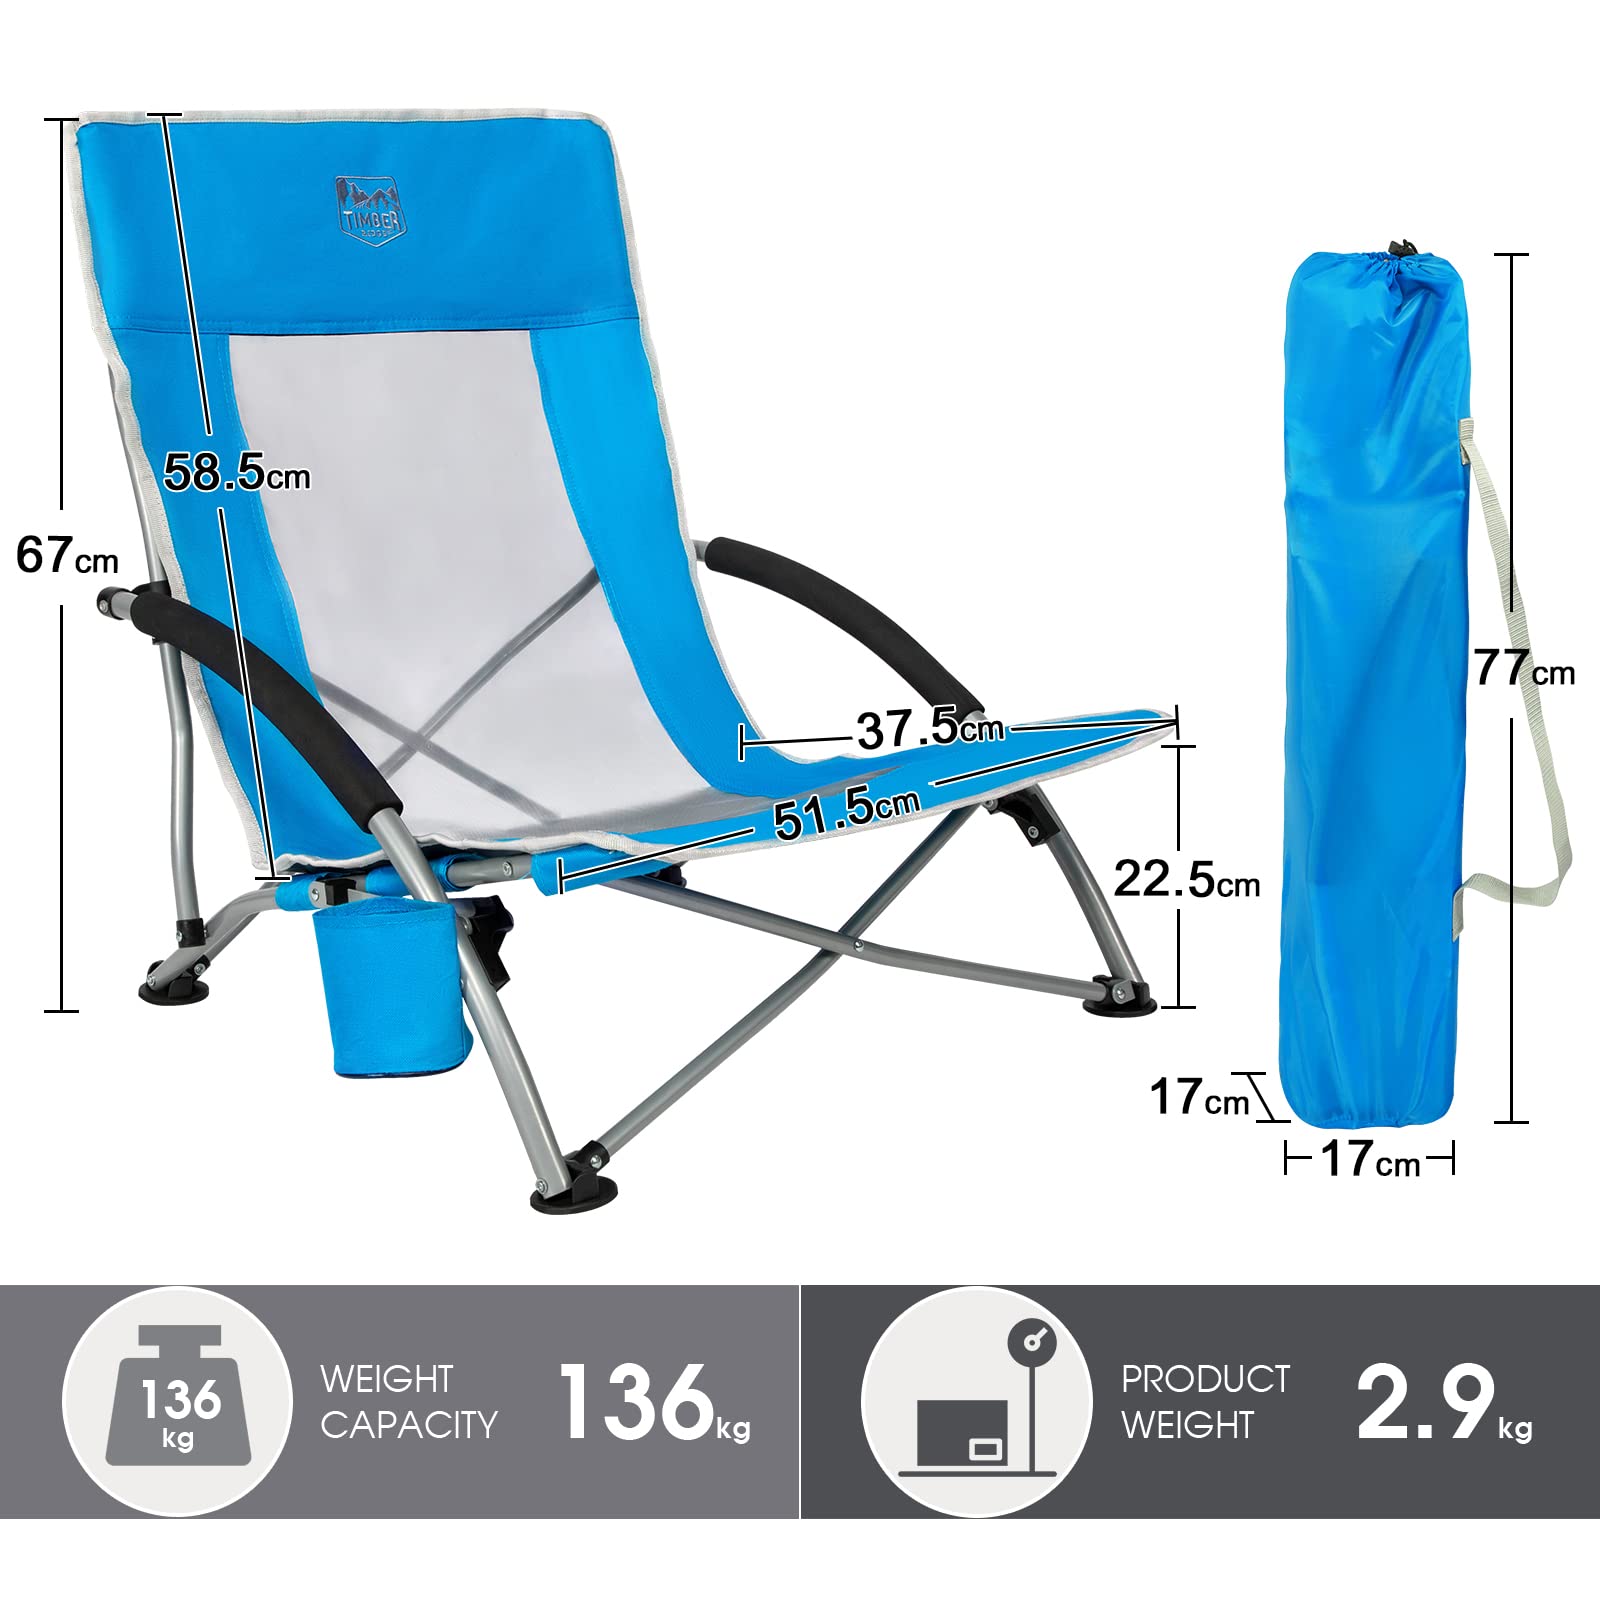 TIMBER
RIDGE
58.5cm
67cm
37.5cm
51.5cm
22.5cm
77cm
17cm
17cm
136
kg
WEIGHT
CAPACITY
136kg
PRODUCT
WEIGHT
2.9kg